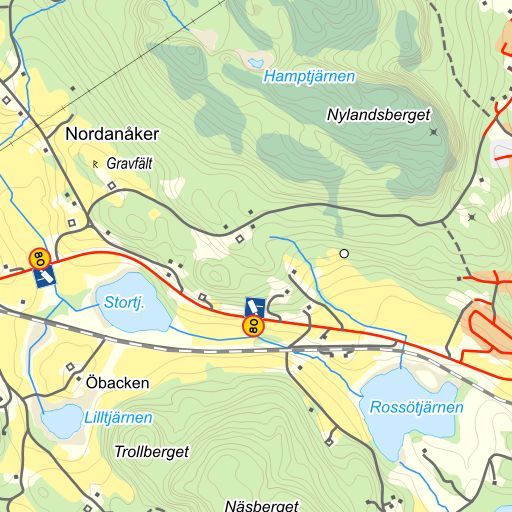 Hamptjärnen
Nylandsberget
Nordanåker
R Gravfält
80
Stortj.
80
Öbacken
Lilltjärnen
Rossötjärnen
Trollberget
Näsberget